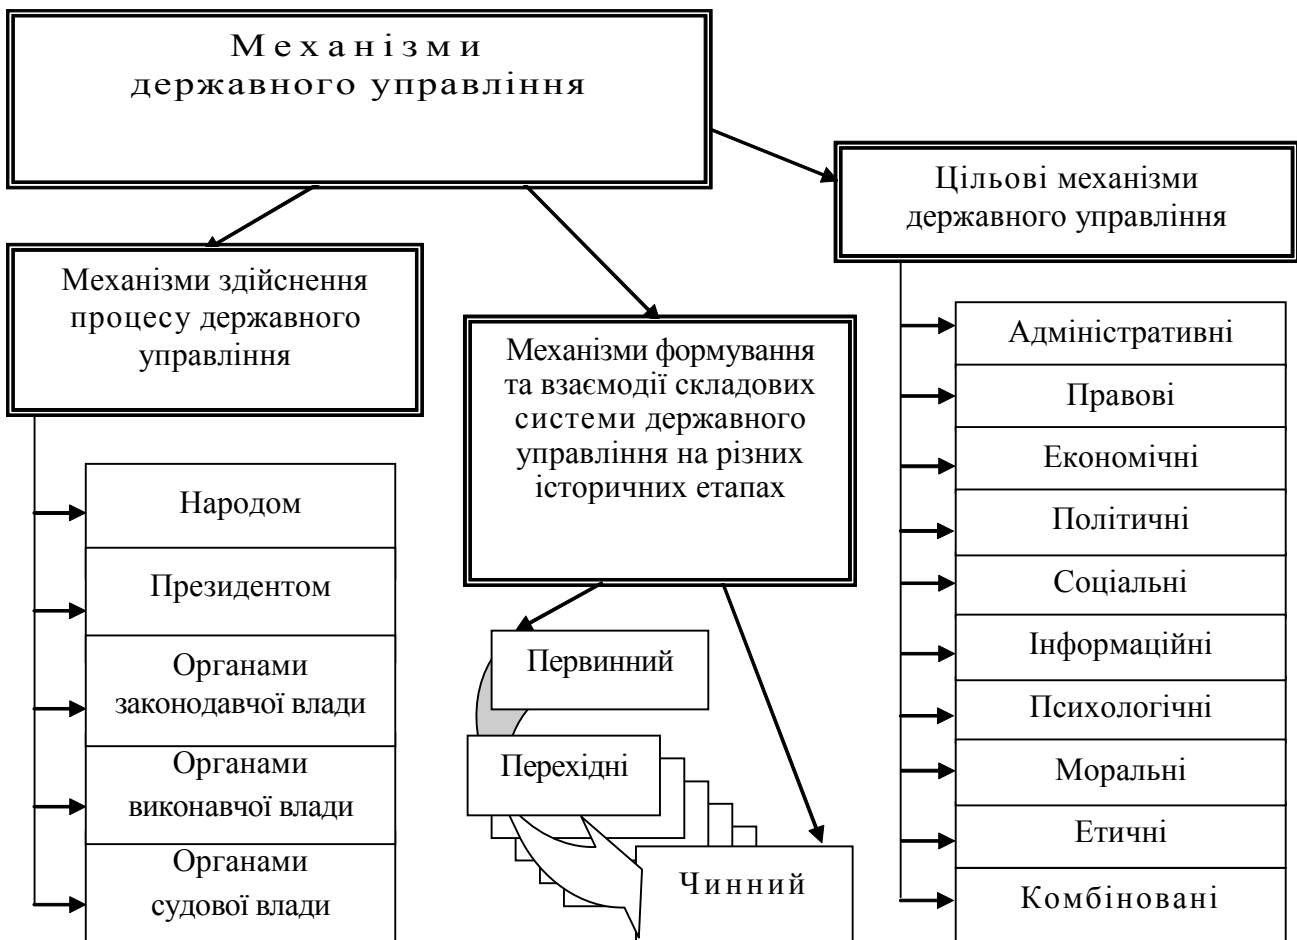 Механізми
державного управління
Цільові механізми
державного управління
Механізми здійснення
процесу державного
управління
Механізми формування
та взаємодії складових
системи державного
управління на різних
історичних етапах
Народом
Президентом
Органами
законодавчої влади
Органами
виконавчої влади
Органами
судової влади
Первинний
Перехідні
Чинний
Адміністративні
Правові
Економічні
Політичні
Соціальні
Інформаційні
Психологічні
Моральні
Етичні
Комбіновані